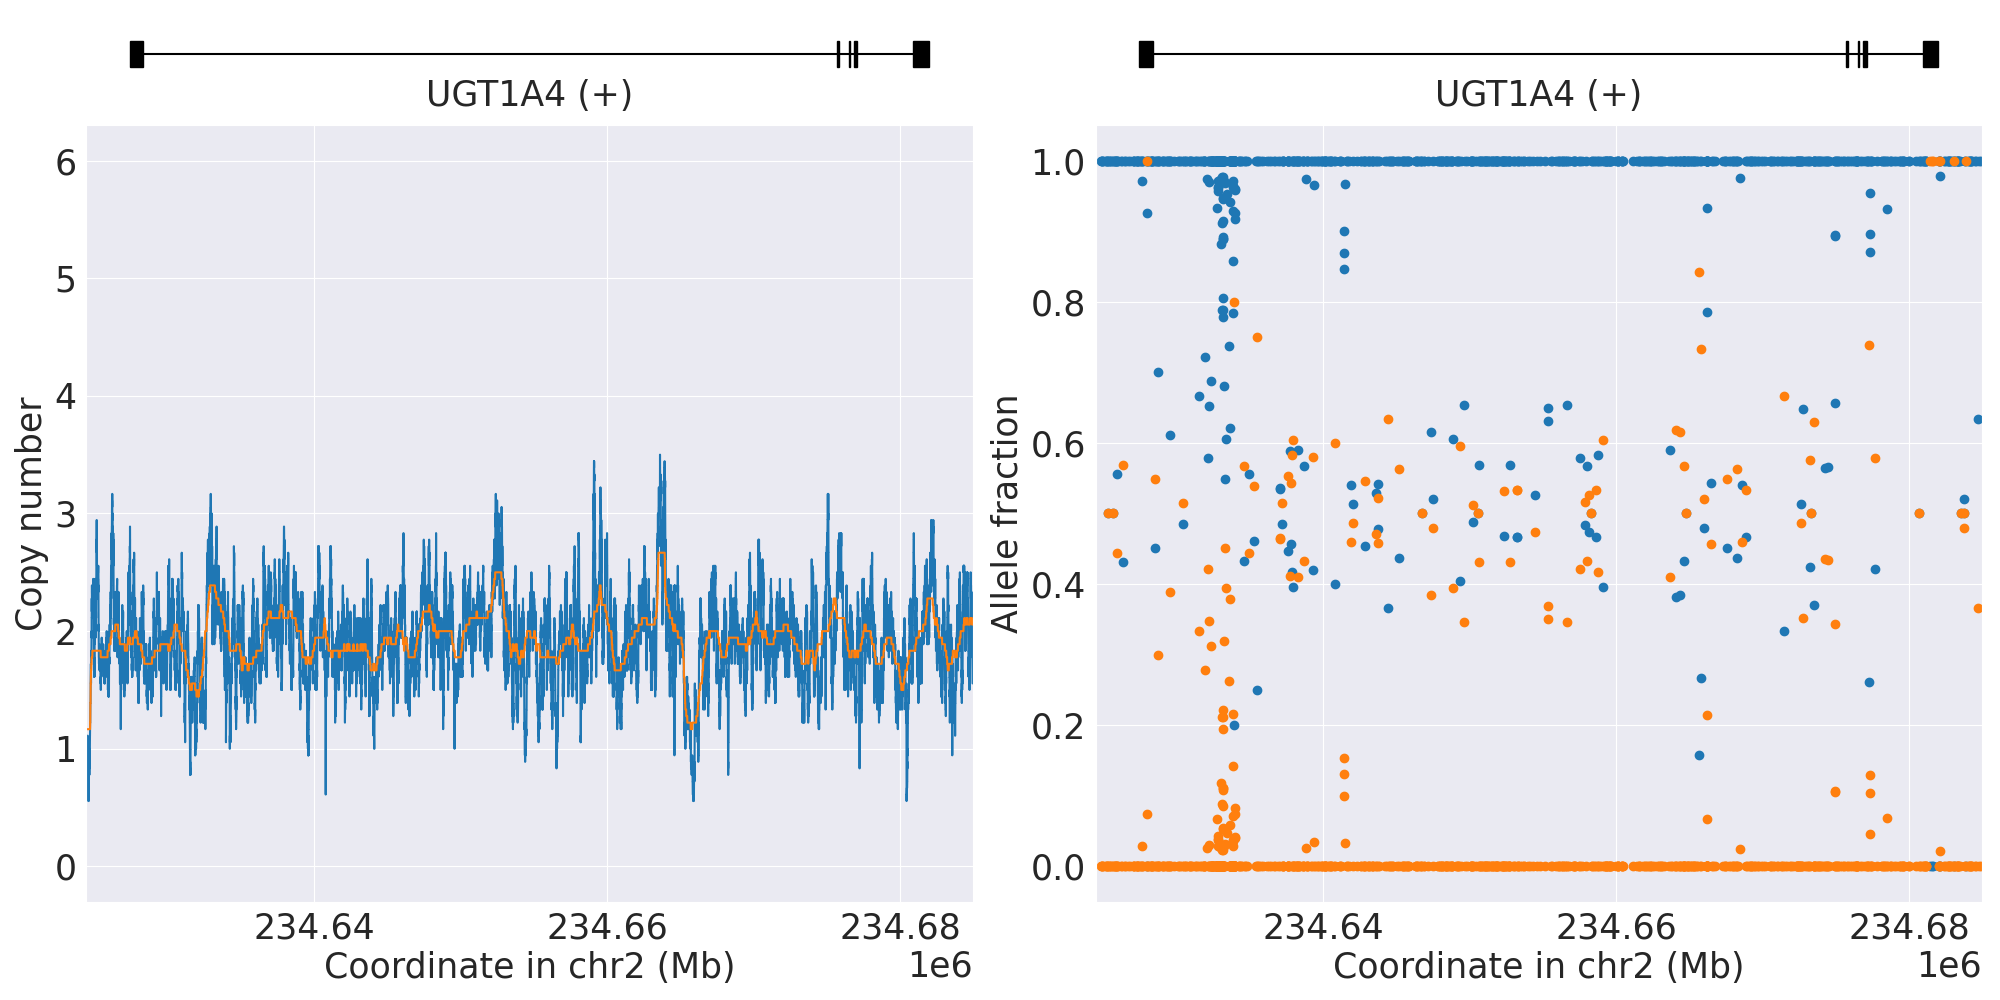 UGT1A4 (+)
6
5
4
3
2
1
0
Copy number
234.64
234.66
234.68
Coordinate in chr2 (Mb)
1e6
UGT1A4 (+)
1.0
0.8
0.6
0.4
0.2
0.0
Allele fraction
234.64
234.66
234.68
Coordinate in chr2 (Mb)
1e6